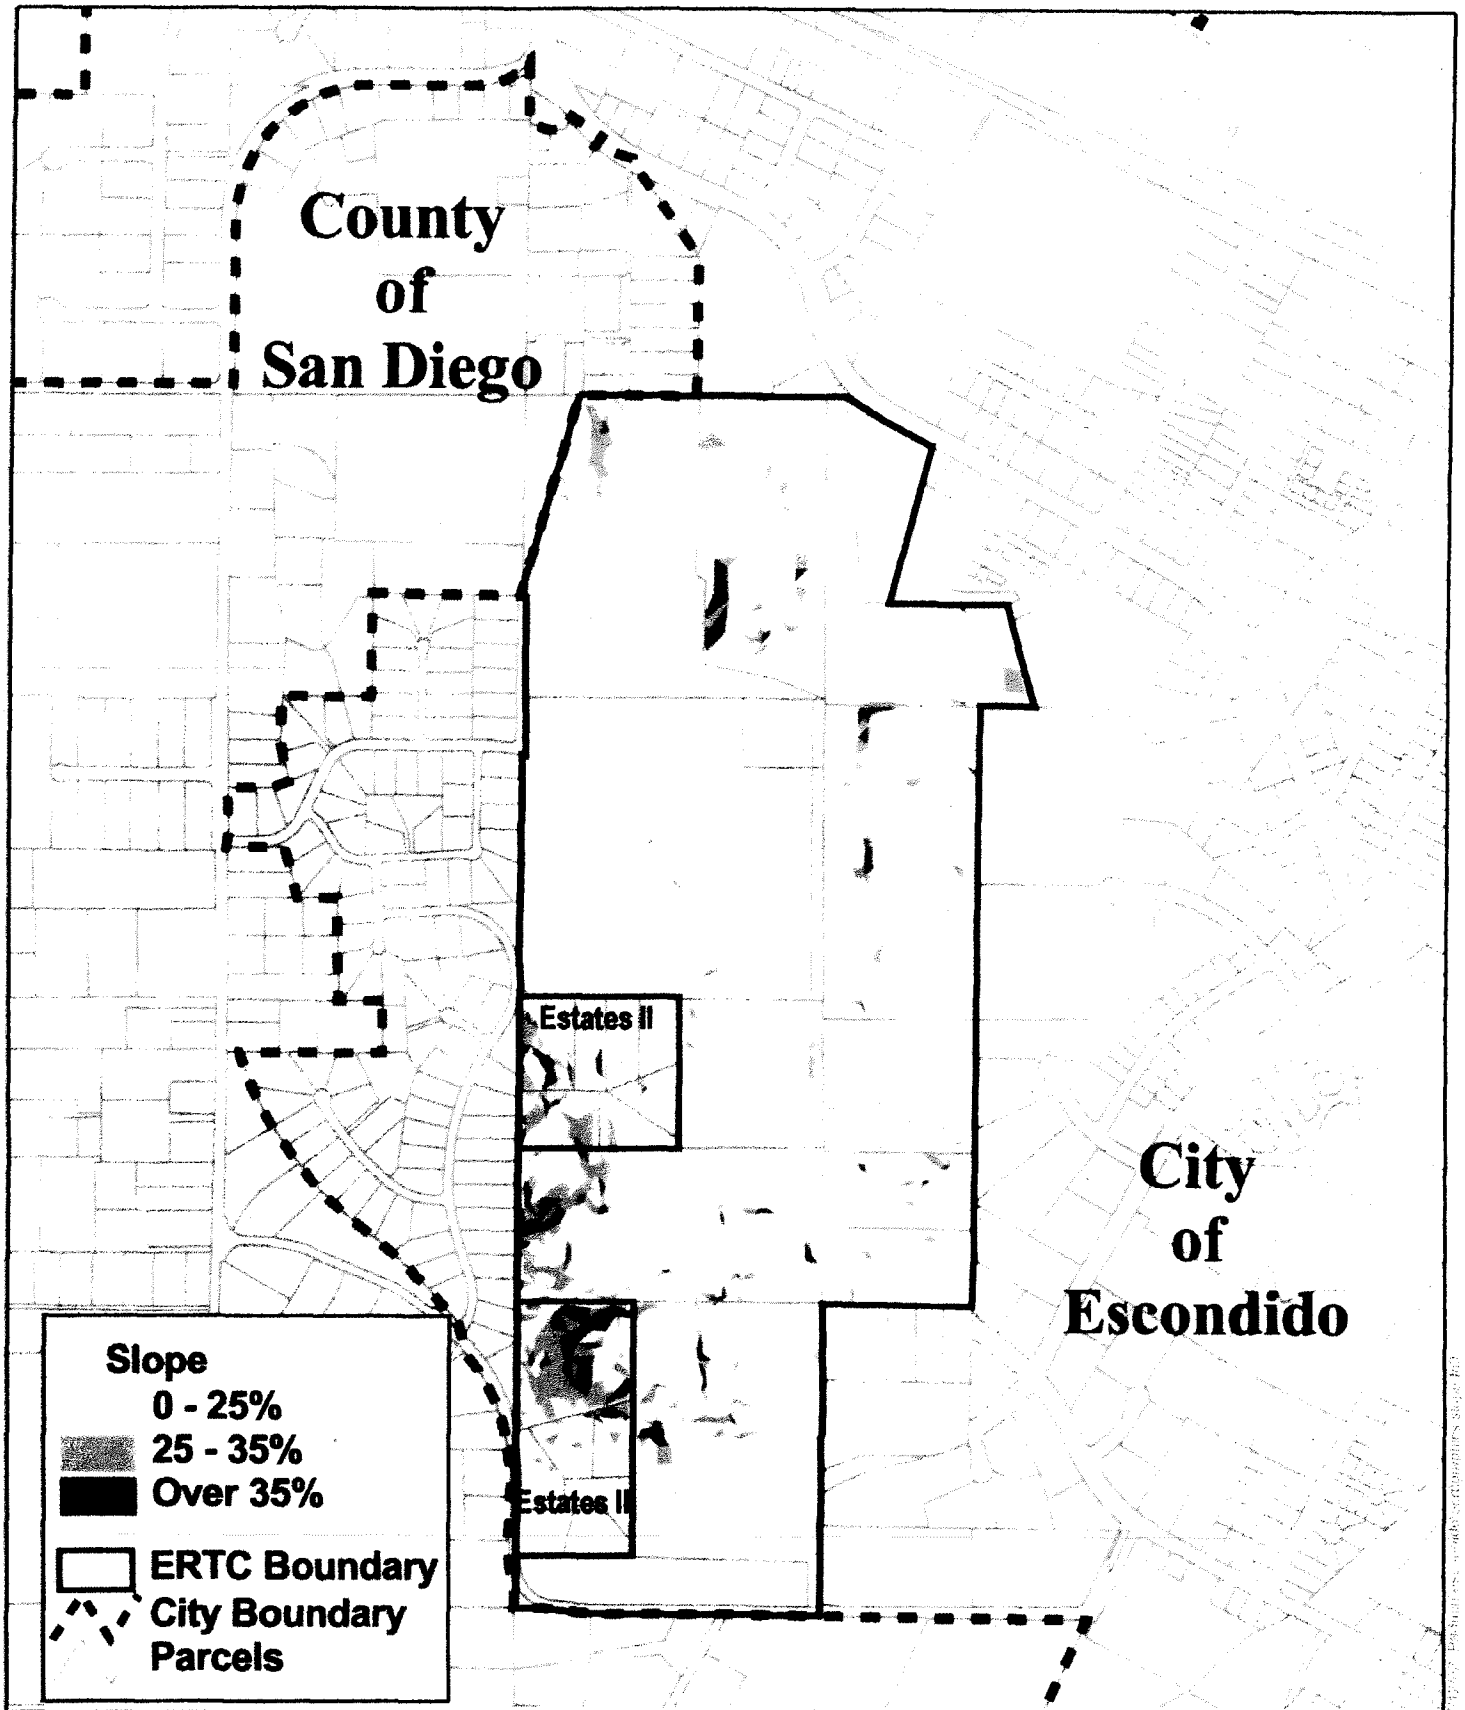 County
of
San Diego
Estates II
City
of
Escondido
Estates II
Slope
0 - 25%
25 - 35%
Over 35%
ERTC Boundary
City Boundary
Parcels